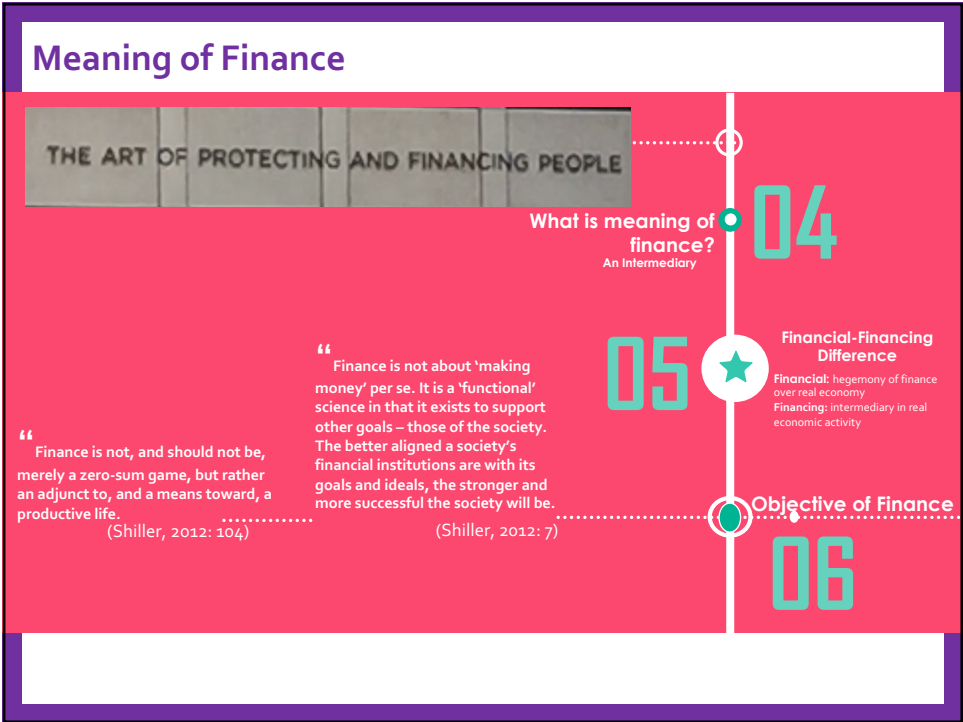 Meaning of Finance
THE ART OF PROTECTING AND FINANCING PEOPLE
What is meaning of
finance?
An Intermediary
04
05
Financial-Financing
Difference
Financial: hegemony of finance
over real economy
Financing: intermediary in real
economic activity
“
Finance is not about ‘making
money’ per se. It is a ‘functional’
science in that it exists to support
other goals – those of the society.
The better aligned a society’s
financial institutions are with its
goals and ideals, the stronger and
more successful the society will be.
(Shiller, 2012: 7)
“
Finance is not, and should not be,
merely a zero-sum game, but rather
an adjunct to, and a means toward, a
productive life.
(Shiller, 2012: 104)
Objective of Finance
06